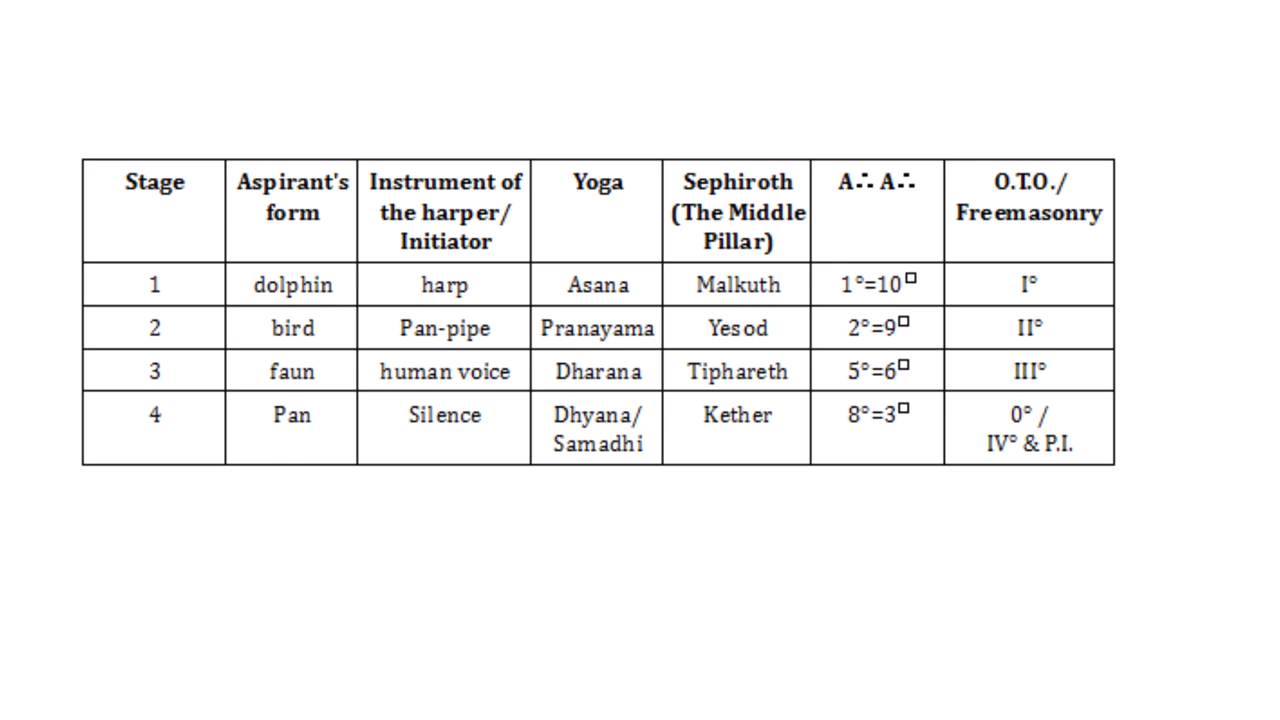 Stage Aspirant's Instrument of Yoga Sephiroth A∴ A∴ O.T.O./
form the harper/ (The Middle Freemasonry
Initiator Pillar)
1 dolphin harp Asana Malkuth 1°=10□ I°
2 bird Pan-pipe Pranayama Yesod 2°=9□ II°
3 faun human voice Dharana Tiphareth 5°=6□ III°
4 Pan Silence Dhyana/ Kether 8°=3□ 0° /
Samadhi IV° & P.I.